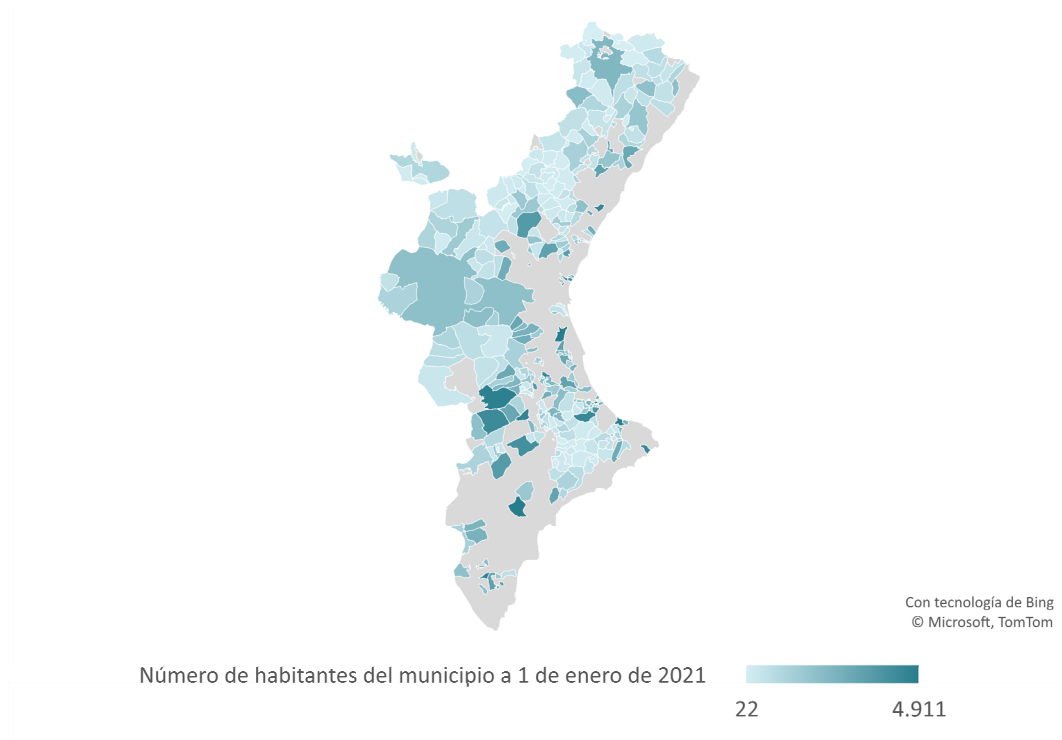 Con tecnología de Bing
© Microsoft, TomTom
Número de habitantes del municipio a 1 de enero de 2021
22
4.911